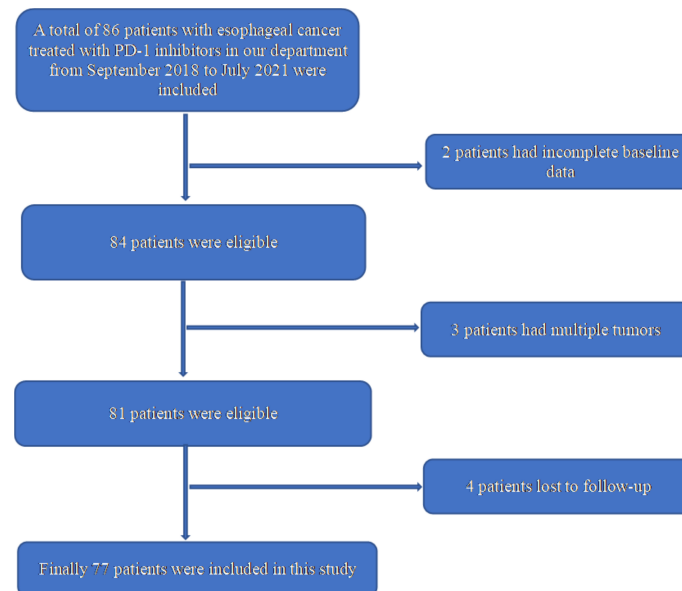 A total of 86 patients with esophageal cancer
treated with PD-1 inhibitors in our department
from September 2018 to July 2021 were
included
2 patients had incomplete baseline
data
84 patients were eligible
3 patients had multiple tumors
81 patients were eligible
4 patients lost to follow-up
Finally 77 patients were included in this study